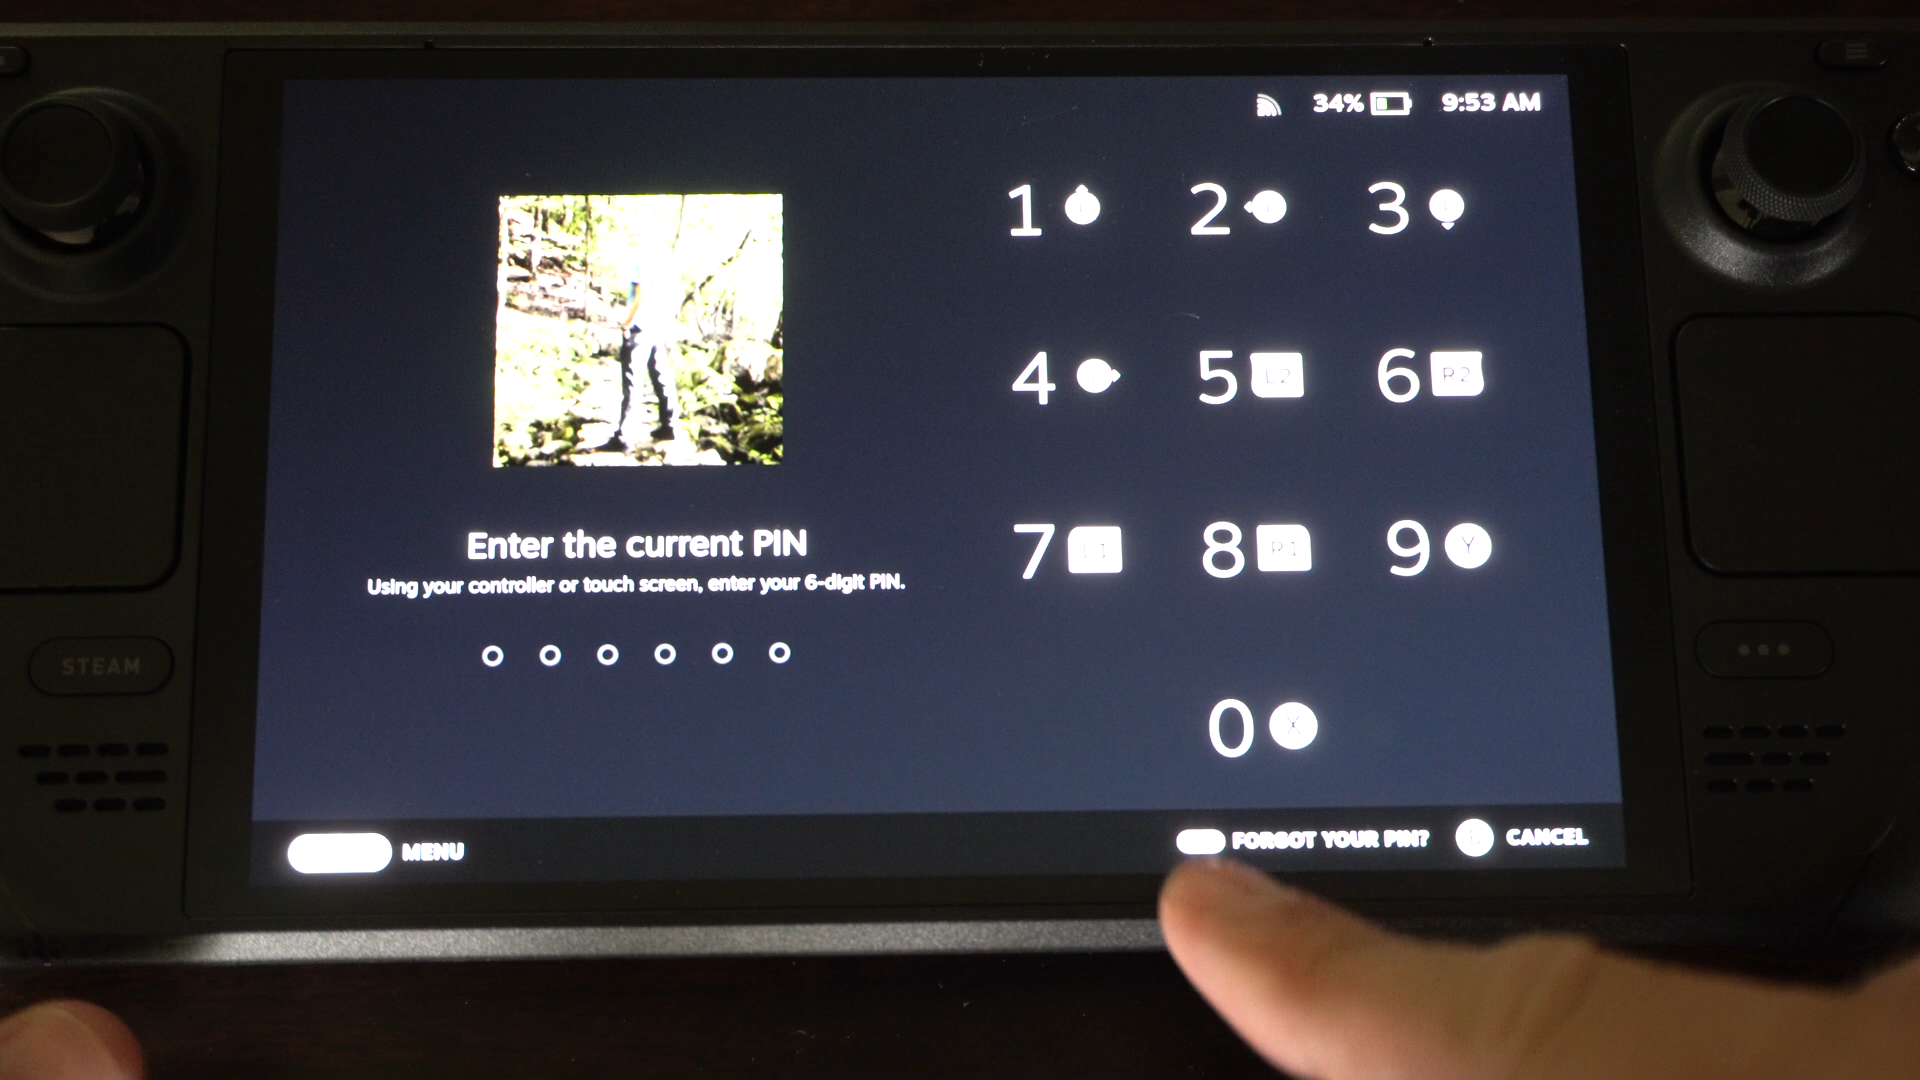 34% 9:53 AM
1 2 3
4 5 L2 6 R2
7 L1 8 R1 9 Y
0 X
Enter the current PIN
Using your controller or touch screen, enter your 6-digit PIN.
STEAM
MENU
FORGOT YOUR PIN? CANCEL